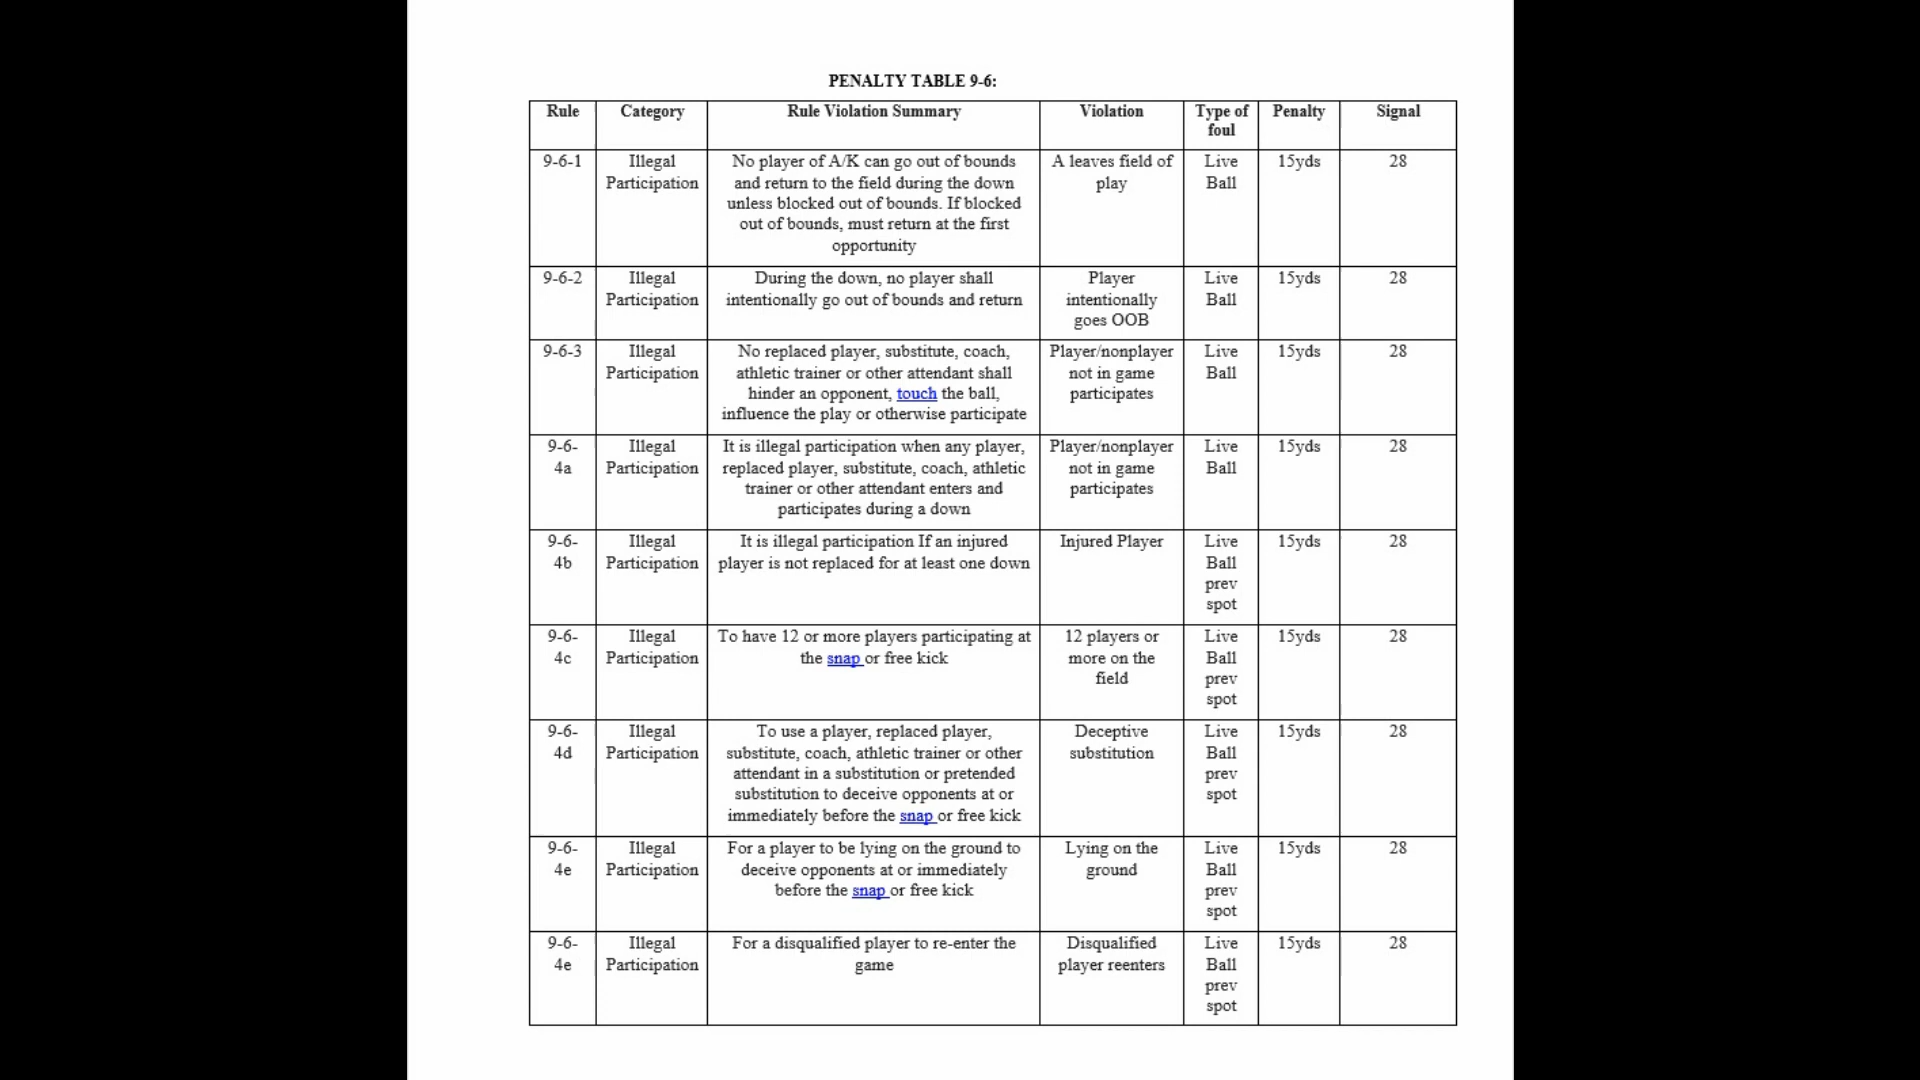 PENALTY TABLE 9-6:
Rule Category Rule Violation Summary Violation Type of foul Penalty Signal
9-6-1 Illegal Participation No player of A/K can go out of bounds and return to the field during the down unless blocked out of bounds. If blocked out of bounds, must return at the first opportunity A leaves field of play Live Ball 15yds 28
9-6-2 Illegal Participation During the down, no player shall intentionally go out of bounds and return Player intentionally goes OOB Live Ball 15yds 28
9-6-3 Illegal Participation No replaced player, substitute, coach, athletic trainer or other attendant shall hinder an opponent, touch the ball, influence the play or otherwise participate Player/nonplayer not in game participates Live Ball 15yds 28
9-6-4a Illegal Participation It is illegal participation when any player, replaced player, substitute, coach, athletic trainer or other attendant enters and participates during a down Player/nonplayer not in game participates Live Ball 15yds 28
9-6-4b Illegal Participation It is illegal participation If an injured player is not replaced for at least one down Injured Player Live Ball prev spot 15yds 28
9-6-4c Illegal Participation To have 12 or more players participating at the snap or free kick 12 players or more on the field Live Ball prev spot 15yds 28
9-6-4d Illegal Participation To use a player, replaced player, substitute, coach, athletic trainer or other attendant in a substitution or pretended substitution to deceive opponents at or immediately before the snap or free kick Deceptive substitution Live Ball prev spot 15yds 28
9-6-4e Illegal Participation For a player to be lying on the ground to deceive opponents at or immediately before the snap or free kick Lying on the ground Live Ball prev spot 15yds 28
9-6-4e Illegal Participation For a disqualified player to re-enter the game Disqualified player reenters Live Ball prev spot 15yds 28